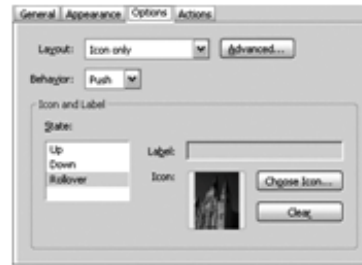 General Appearance Options Actions
Layout: Icon only Advanced...
Behavior: Push
Icon and Label
State:
Up
Down
Rollover
Label:
Icon:
Choose Icon...
Clear